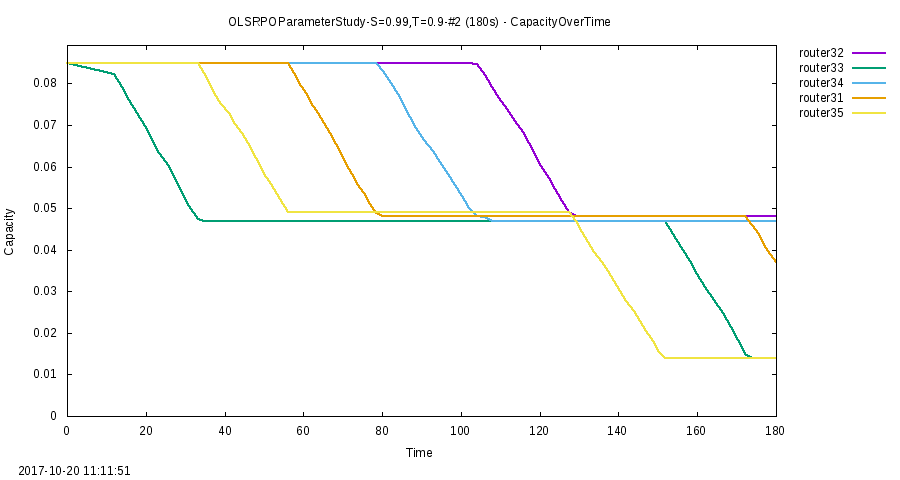 OLSRPOParameterStudy-S=0.99,T=0.9-#2 (180s) - CapacityOverTime
router32
router33
router34
router31
router35
0.08
0.07
0.06
0.05
0.04
0.03
0.02
0.01
0
Capacity
0 20 40 60 80 100 120 140 160 180
Time
2017-10-20 11:11:51